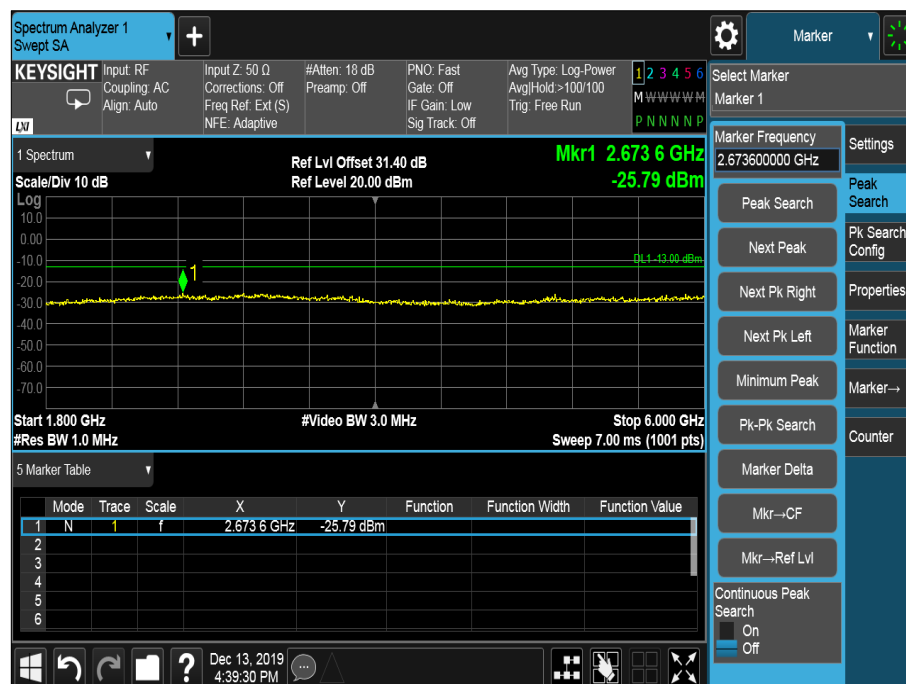 Spectrum Analyzer 1
Swept SA
Marker
KEYSIGHT
LXI
Input: RF
Coupling: AC
Align: Auto
Input Z: 50 Ω
Corrections: Off
Freq Ref: Ext (S)
NFE: Adaptive
#Atten: 18 dB
Preamp: Off
PNO: Fast
Gate: Off
IF Gain: Low
Sig Track: Off
Avg Type: Log-Power
Avg|Hold:>100/100
Trig: Free Run
1 2 3 4 5 6
M W W W W M
P N N N N P
Select Marker
Marker 1
1 Spectrum
Scale/Div 10 dB
Ref Lvl Offset 31.40 dB
Ref Level 20.00 dBm
Mkr1 2.673 6 GHz
-25.79 dBm
Log
10.0
0.00
-10.0
-20.0
-30.0
-40.0
-50.0
-60.0
-70.0
DL1 -13.00 dBm
1
Start 1.800 GHz
#Res BW 1.0 MHz
#Video BW 3.0 MHz
Stop 6.000 GHz
Sweep 7.00 ms (1001 pts)
5 Marker Table
Mode Trace Scale X Y Function Function Width Function Value
1 N 1 f 2.673 6 GHz -25.79 dBm
2
3
4
5
6
Marker Frequency
2.673600000 GHz
Peak Search
Next Peak
Next Pk Right
Next Pk Left
Minimum Peak
Pk-Pk Search
Marker Delta
Mkr→CF
Mkr→Ref Lvl
Continuous Peak
Search
On
Off
Settings
Peak
Search
Pk Search
Config
Properties
Marker
Function
Marker→
Counter
?
Dec 13, 2019
4:39:30 PM